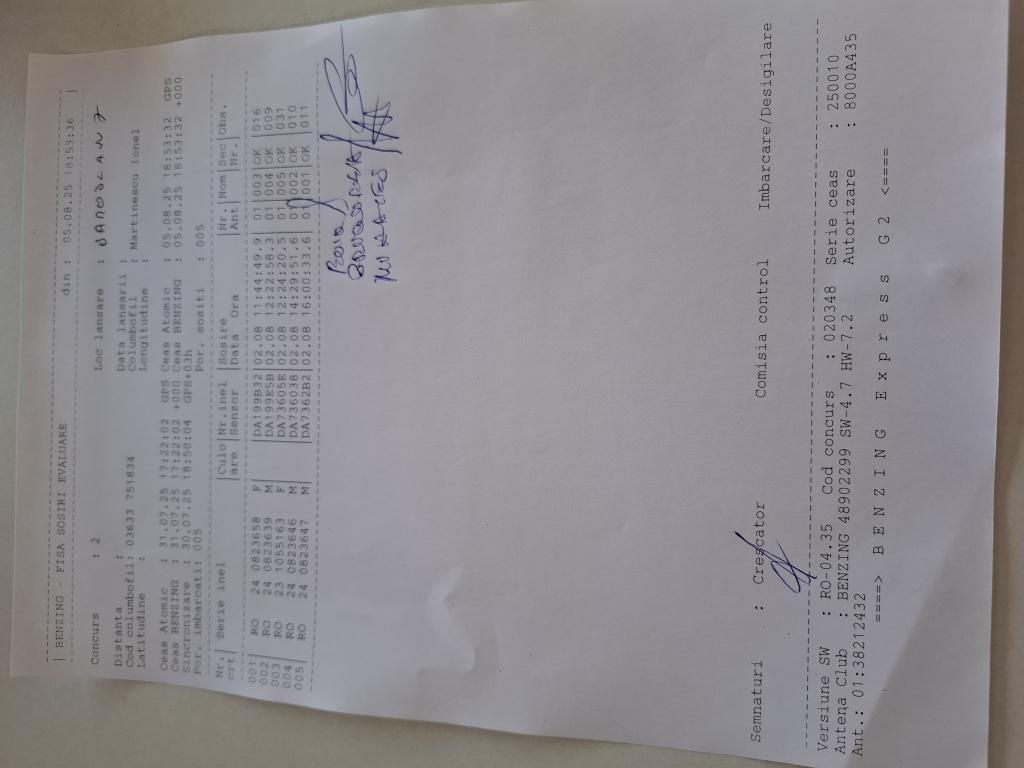 | BENZING - FISA SOSIRI EVALUARE din : 05.08.25 18:53:36 |
Concurs : 2 Loc lansare :
Distanta : Data lansarii :
Cod columbofil: 03633 751834 Columbofil : Martinescu Ionel
Latitudine : Longitudine :
Ceas Atomic : 31.07.25 17:22:02 GPS Ceas Atomic : 05.08.25 18:53:32 GPS
Ceas BENZING : 31.07.25 17:22:02 +000 Ceas BENZING : 05.08.25 18:53:32 +000
Sincronizare : 30.07.25 18:50:04 GPS+03h
Por. imbarcati: 005 Por. sositi : 005
Nr.|Serie inel |Culo|Nr.inel |Sosire |Nr.|Nom|Sec|Obs.
crt| |are |Senzor |Data Ora |Ant| |Nr.|
001| RO 24 0823658 F| |DA199B32|02.08 11:44:49,9| 01|003|OK |016
002| RO 24 0823659 M| |DA199E5B|02.08 12:22:58,3| 01|004|OK |009
003| RO 23 1055163 F| |DA73605E|02.08 12:24:20,5| 01|005|OK |031
004| RO 24 0823646 M| |DA736038|02.08 14:29:51,6| 01|002|OK |010
005| RO 24 0823647 M| |DA7362B2|02.08 16:00:33,6| 01|001|OK |011
Semnaturi : Crescator Comisia control Imbarcare/Desigilare
Versiune SW : RO-04.35 Cod concurs : 020348 Serie ceas : 250010
Antena Club : BENZING 48902299 SW-4.7 HW-7.2 Autorizare : 8000A435
Ant.: 01:38212432
====> B E N Z I N G E x p r e s s G 2 <====